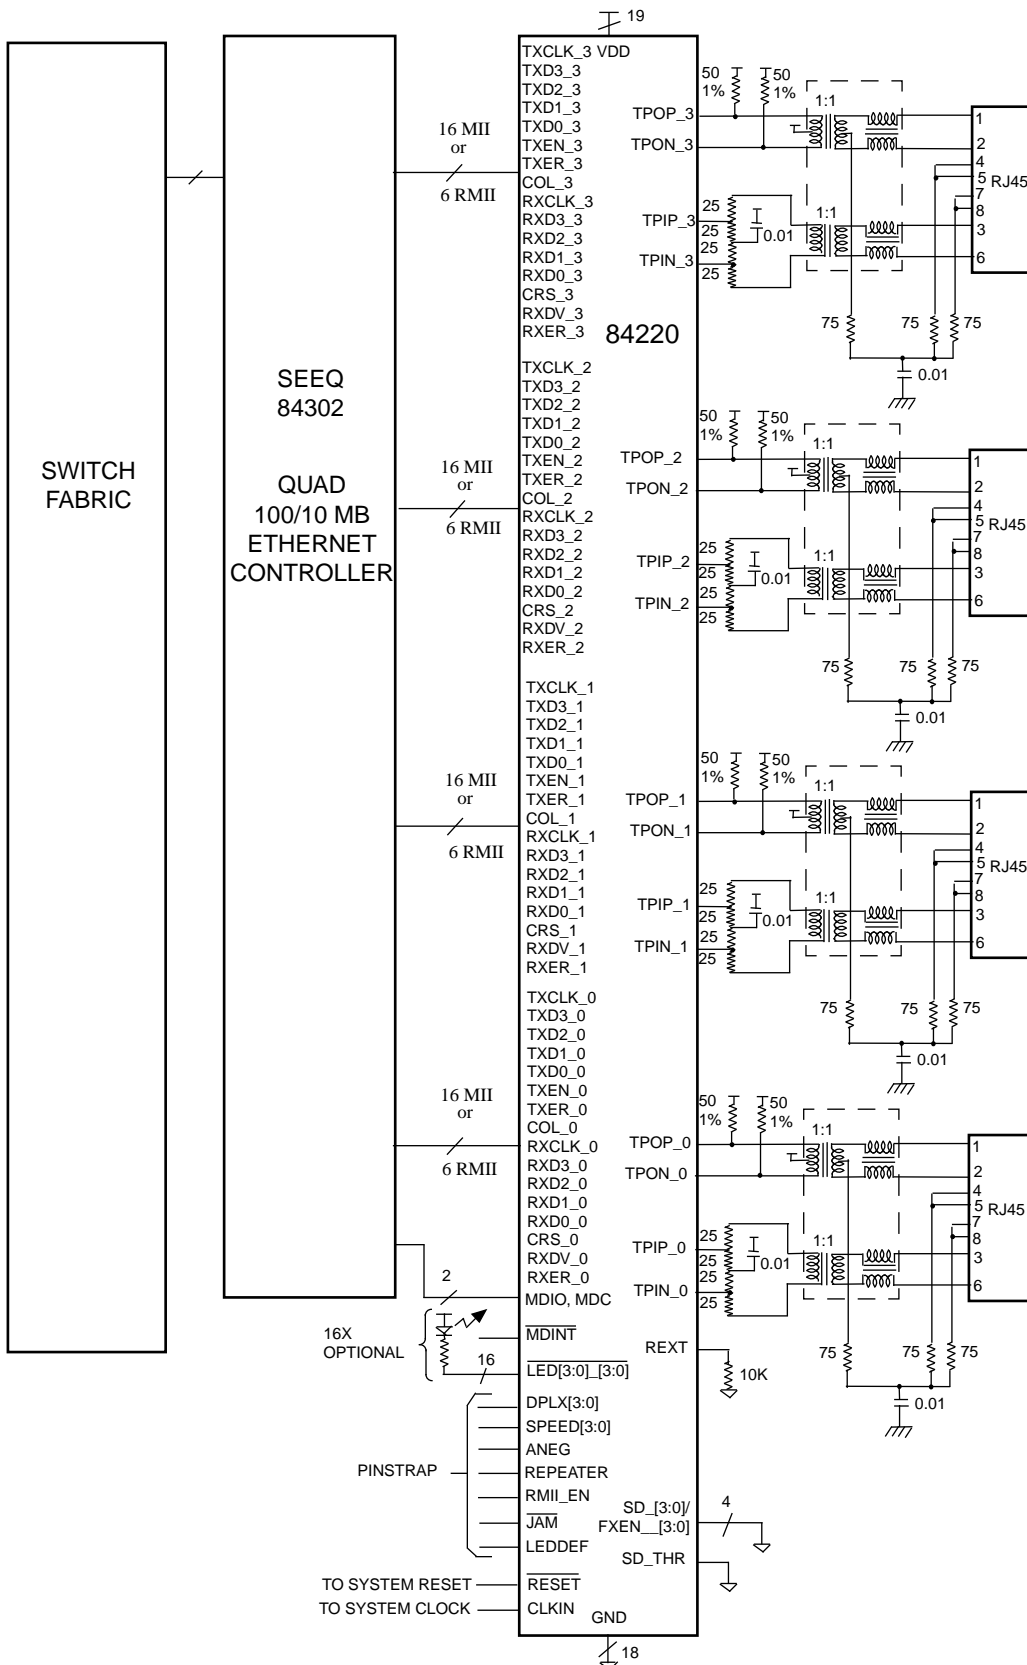 SWITCH
FABRIC
SEEQ
84302
QUAD
100/10 MB
ETHERNET
CONTROLLER
16 MII
or
6 RMII
16 MII
or
6 RMII
16 MII
or
6 RMII
16 MII
or
6 RMII
2
16X
OPTIONAL
16
PINSTRAP
TO SYSTEM RESET
TO SYSTEM CLOCK
19
TXCLK_3 VDD
TXD3_3
TXD2_3
TXD1_3
TXD0_3
TXEN_3
TXER_3
COL_3
RXCLK_3
RXD3_3
RXD2_3
RXD1_3
RXD0_3
CRS_3
RXDV_3
RXER_3
84220
TXCLK_2
TXD3_2
TXD2_2
TXD1_2
TXD0_2
TXEN_2
TXER_2
COL_2
RXCLK_2
RXD3_2
RXD2_2
RXD1_2
RXD0_2
CRS_2
RXDV_2
RXER_2
TXCLK_1
TXD3_1
TXD2_1
TXD1_1
TXD0_1
TXEN_1
TXER_1
COL_1
RXCLK_1
RXD3_1
RXD2_1
RXD1_1
RXD0_1
CRS_1
RXDV_1
RXER_1
TXCLK_0
TXD3_0
TXD2_0
TXD1_0
TXD0_0
TXEN_0
TXER_0
COL_0
RXCLK_0
RXD3_0
RXD2_0
RXD1_0
RXD0_0
CRS_0
RXDV_0
RXER_0
MDIO, MDC
MDINT
LED[3:0]_[3:0]
DPLX[3:0]
SPEED[3:0]
ANEG
REPEATER
RMII_EN
JAM
LEDDEF
RESET
CLKIN
GND
18
TPOP_3
TPON_3
TPIP_3
TPIN_3
50
1%
50
1%
1:1
25
25
25
25
0.01
1:1
1
2
4
5
7
8
3
6
RJ45
75
75
75
0.01
TPOP_2
TPON_2
TPIP_2
TPIN_2
50
1%
50
1%
1:1
25
25
25
25
0.01
1:1
1
2
4
5
7
8
3
6
RJ45
75
75
75
0.01
TPOP_1
TPON_1
TPIP_1
TPIN_1
50
1%
50
1%
1:1
25
25
25
25
0.01
1:1
1
2
4
5
7
8
3
6
RJ45
75
75
75
0.01
TPOP_0
TPON_0
TPIP_0
TPIN_0
50
1%
50
1%
1:1
25
25
25
25
0.01
1:1
1
2
4
5
7
8
3
6
RJ45
75
75
75
0.01
REXT
10K
SD_[3:0]/
FXEN__[3:0]
4
SD_THR